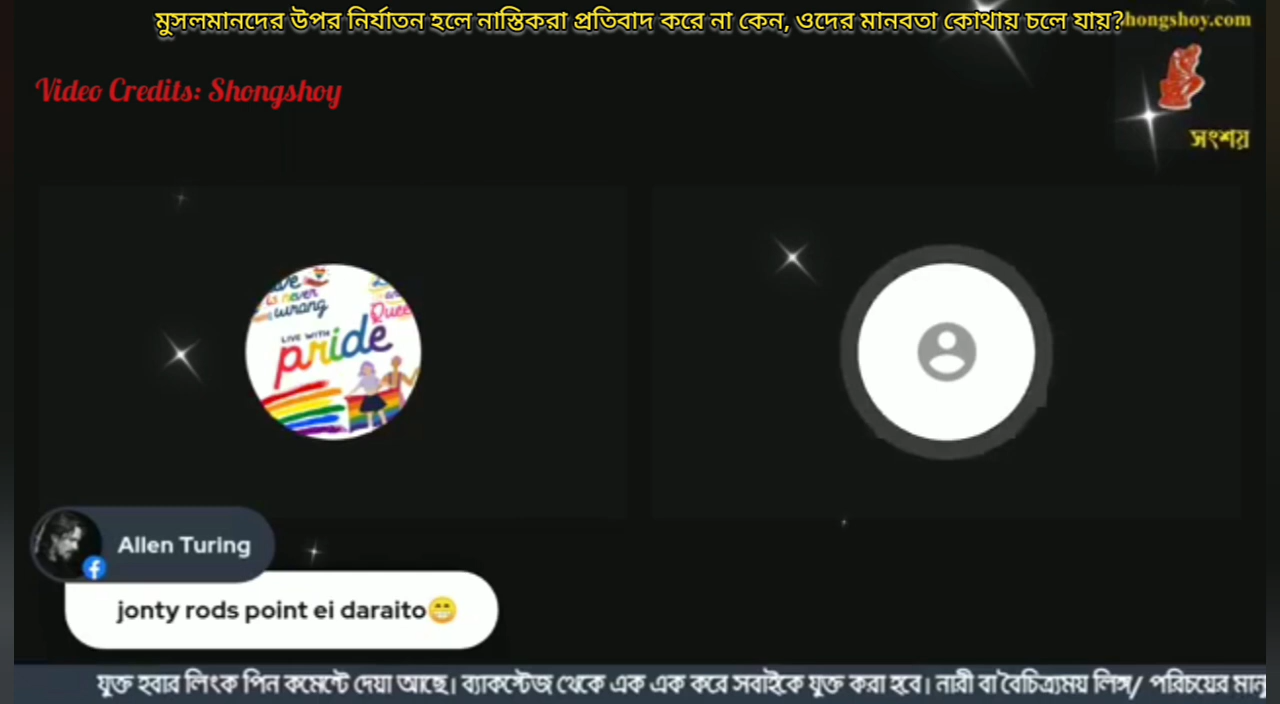 মুসলমানদের উপর নির্যাতন হলে নাস্তিকরা প্রতিবাদ করে না কেন, ওদের মানবতা কোথায় চলে যায়?
hongshoy.com
Video Credits: Shongshoy
সংশয়
is never
wrong
Quee
LIVE WITH
pride
Allen Turing
jonty rods point ei daraito😁
যুক্ত হবার লিংক পিন কমেন্টে দেয়া আছে। ব্যাকস্টেজ থেকে এক এক করে সবাইকে যুক্ত করা হবে। নারী বা বৈচিত্র্যময় লিঙ্গ/ পরিচয়ের